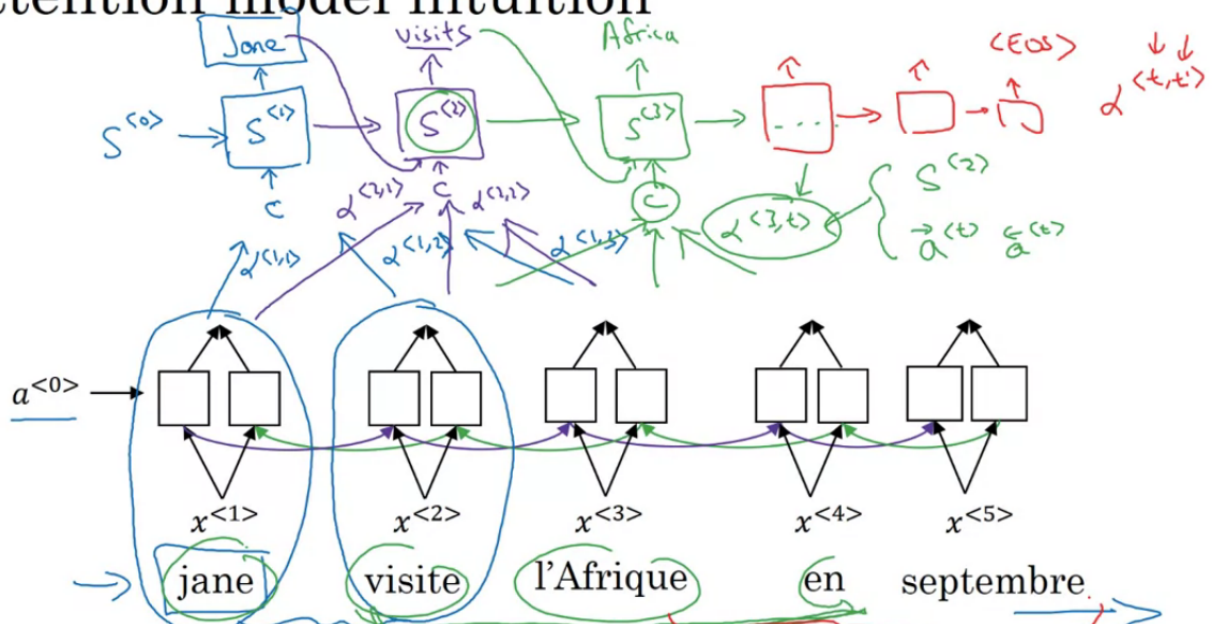 attention model intuition
Jane visits Africa <EOS>
S<0> S<1> S<2> S<3> .... α<t,t'>
C α<2,1> C α<2,2> C α<3,t> S<2>
α<1,1> α<1,2> α<1,3> a<t> a<t>
a<0>
x<1> x<2> x<3> x<4> x<5>
jane visite l'Afrique en septembre